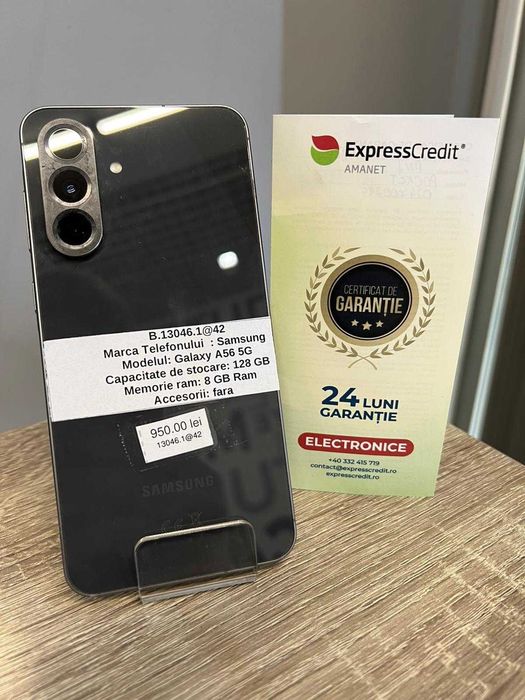 B.13046.1@42
Marca Telefonului : Samsung
Modelul: Galaxy A56 5G
Capacitate de stocare: 128 GB
Memorie ram: 8 GB Ram
Accesorii: fara
950.00 lei
13046.1@42
SAMSUNG
ExpressCredit®
AMANET
CERTIFICAT DE
GARANȚIE
24 LUNI
GARANȚIE
ELECTRONICE
+40 332 415 719
contact@expresscredit.ro
expresscredit.ro